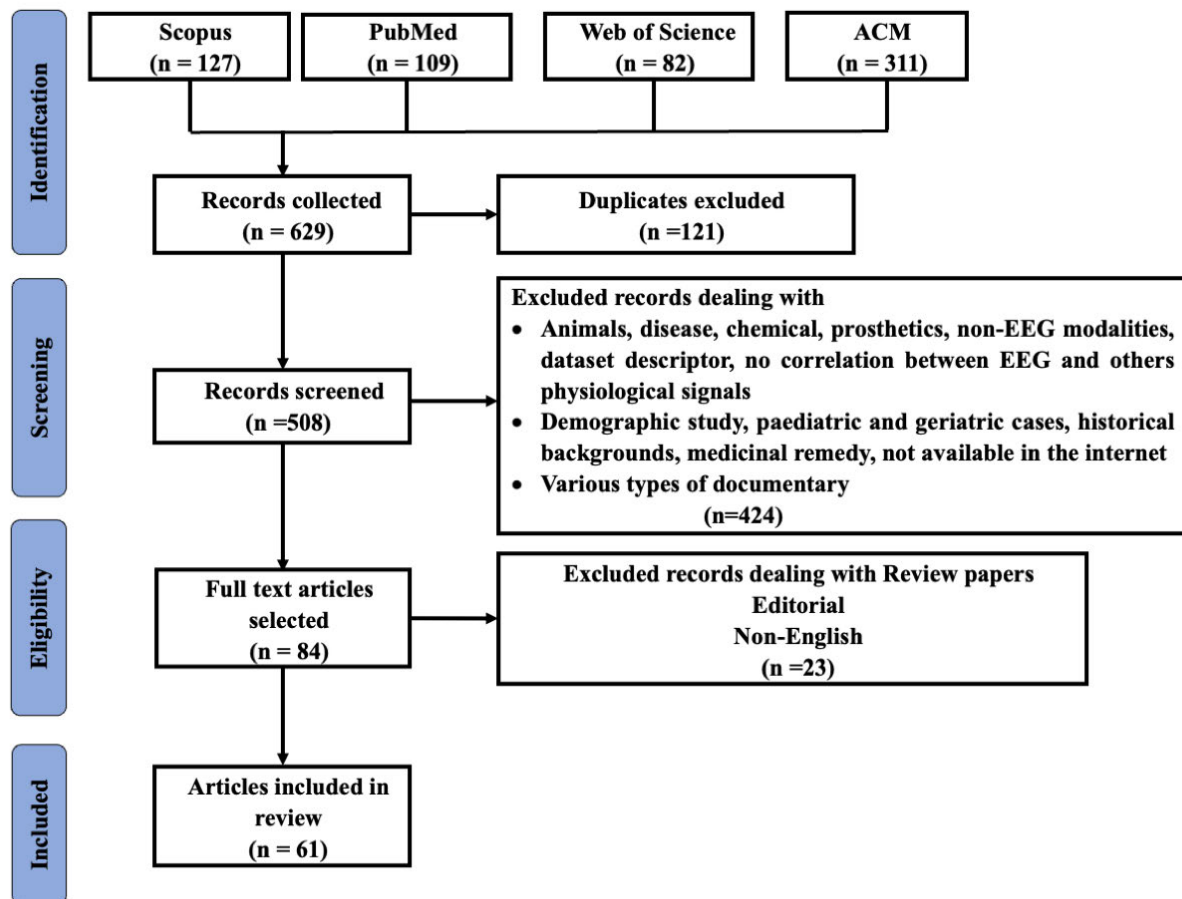 Identification
Scopus
(n = 127)
PubMed
(n = 109)
Web of Science
(n = 82)
ACM
(n = 311)
Records collected
(n = 629)
Duplicates excluded
(n =121)
Screening
Records screened
(n =508)
Excluded records dealing with
• Animals, disease, chemical, prosthetics, non-EEG modalities,
dataset descriptor, no correlation between EEG and others
physiological signals
• Demographic study, paediatric and geriatric cases, historical
backgrounds, medicinal remedy, not available in the internet
• Various types of documentary
(n=424)
Eligibility
Full text articles
selected
(n = 84)
Excluded records dealing with Review papers
Editorial
Non-English
(n =23)
Included
Articles included in
review
(n = 61)